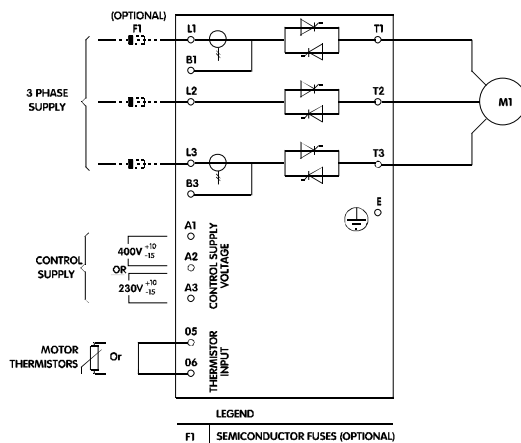 (OPTIONAL)
F1
L1
T1
B1
3 PHASE
SUPPLY
L2
T2
M1
L3
T3
B3
E
A1
400V +10 -15
CONTROL
SUPPLY
A2
OR
230V +10 -15
A3
CONTROL SUPPLY
VOLTAGE
05
MOTOR
THERMISTORS
Or
06
THERMISTOR
INPUT
LEGEND
F1 SEMICONDUCTOR FUSES (OPTIONAL)